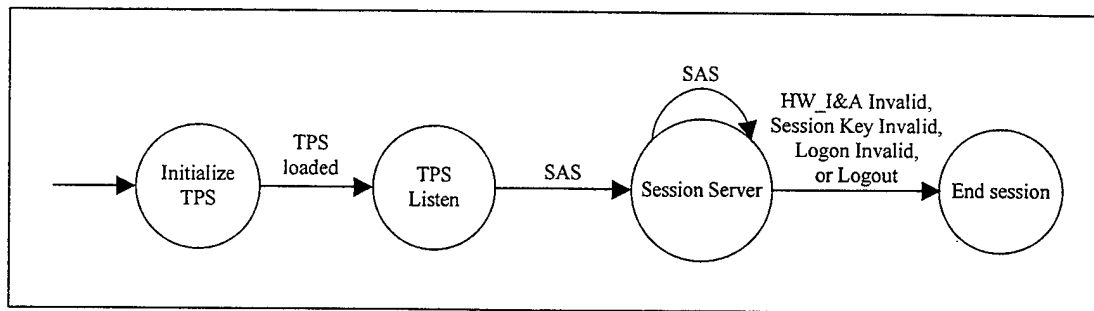 Initialize
TPS
TPS
loaded
TPS
Listen
SAS
SAS
Session Server
HW_I&A Invalid,
Session Key Invalid,
Logon Invalid,
or Logout
End session